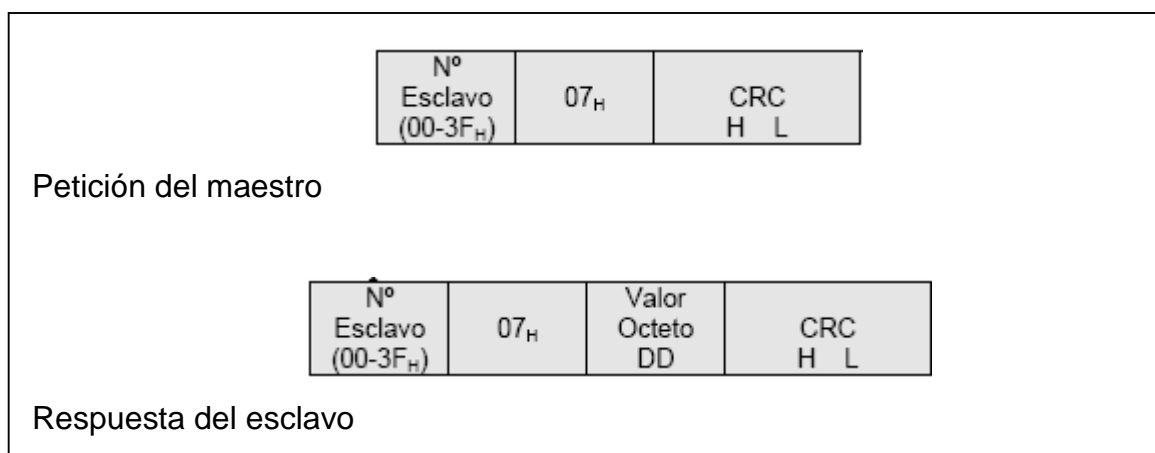 Nº
Esclavo
(00-3FH)
07H
CRC
H L
Petición del maestro
Nº
Esclavo
(00-3FH)
07H
Valor
Octeto
DD
CRC
H L
Respuesta del esclavo